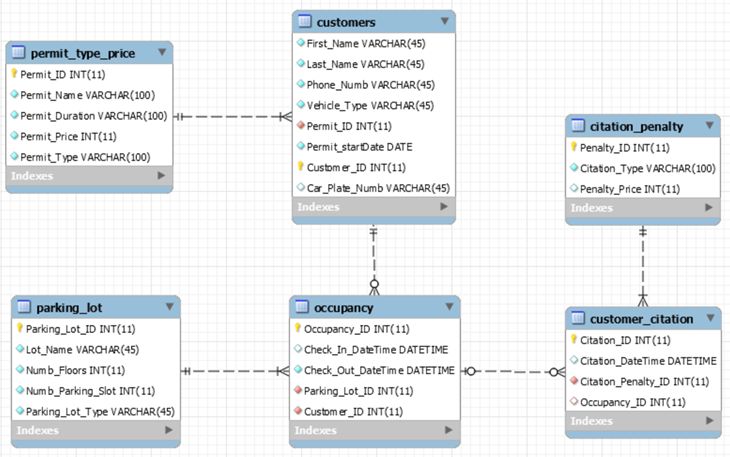 permit_type_price
Permit_ID INT(11)
Permit_Name VARCHAR(100)
Permit_Duration VARCHAR(100)
Permit_Price INT(11)
Permit_Type VARCHAR(100)
Indexes
customers
First_Name VARCHAR(45)
Last_Name VARCHAR(45)
Phone_Numb VARCHAR(45)
Vehicle_Type VARCHAR(45)
Permit_ID INT(11)
Permit_startDate DATE
Customer_ID INT(11)
Car_Plate_Numb VARCHAR(45)
Indexes
citation_penalty
Penalty_ID INT(11)
Citation_Type VARCHAR(100)
Penalty_Price INT(11)
Indexes
parking_lot
Parking_Lot_ID INT(11)
Lot_Name VARCHAR(45)
Numb_Floors INT(11)
Numb_Parking_Slot INT(11)
Parking_Lot_Type VARCHAR(45)
Indexes
occupancy
Occupancy_ID INT(11)
Check_In_DateTime DATETIME
Check_Out_DateTime DATETIME
Parking_Lot_ID INT(11)
Customer_ID INT(11)
Indexes
customer_citation
Citation_ID INT(11)
Citation_DateTime DATETIME
Citation_Penalty_ID INT(11)
Occupancy_ID INT(11)
Indexes